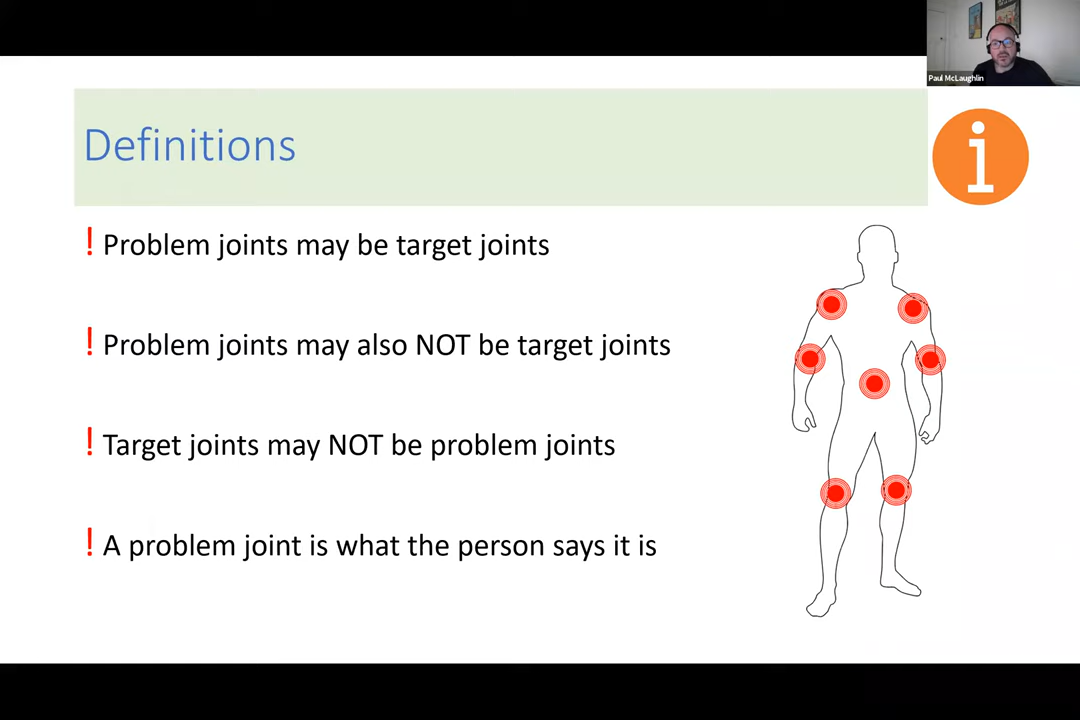 Paul McLaughlin
Definitions
i
! Problem joints may be target joints
! Problem joints may also NOT be target joints
! Target joints may NOT be problem joints
! A problem joint is what the person says it is